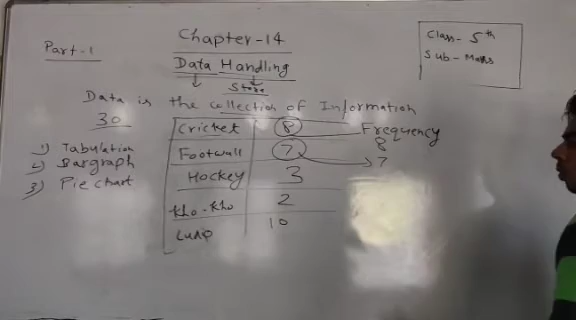 Part-1
Chapter-14
Data Handling
Store
Class- 5th
Sub- Maths
Data is the collection of Information
30
1) Tabulation
2) Bargraph
3) Pie chart
Cricket 8 Frequency
8
Footwall 7 7
Hockey 3
Kho-Kho 2
Ludo 10